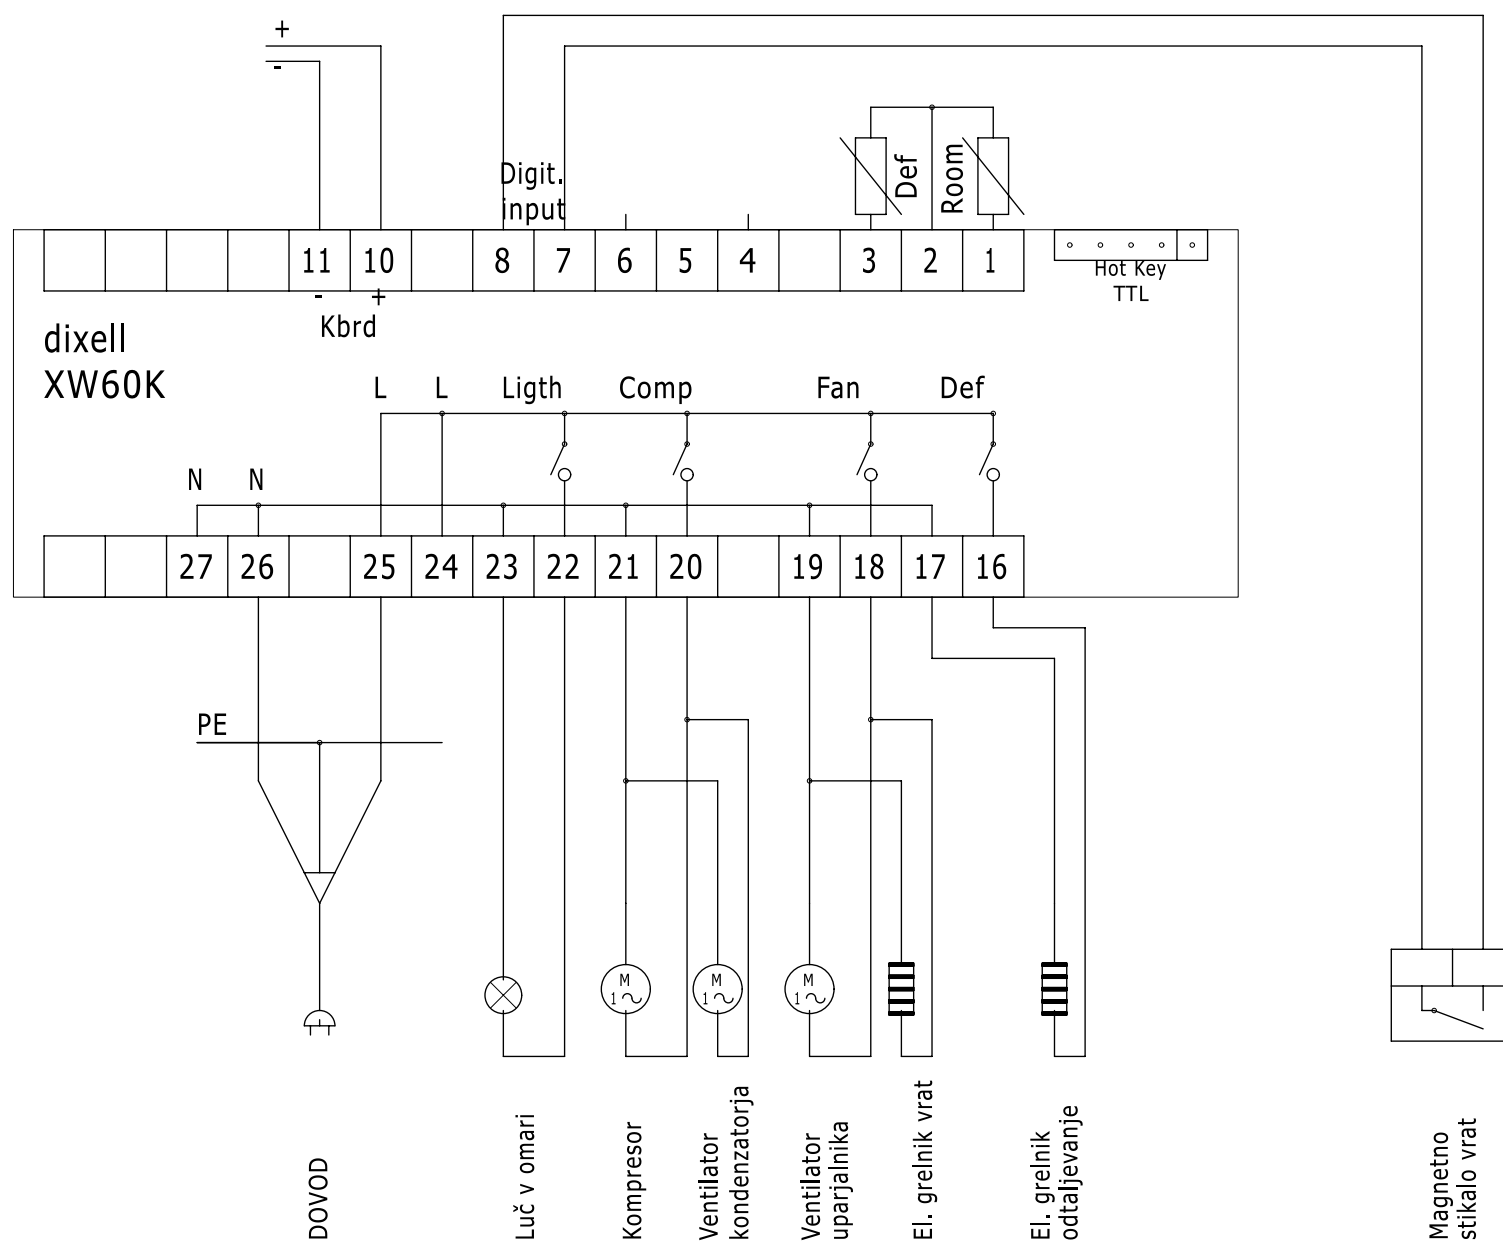 +
-
Digit.
input
Def
Room
11 10 8 7 6 5 4 3 2 1
- +
Kbrd
Hot Key
TTL
dixell
XW60K
L L Ligth Comp Fan Def
N N
27 26 25 24 23 22 21 20 19 18 17 16
PE
M
1
M
1
M
1
DOVOD
Luč v omari
Kompresor
Ventilator
kondenzatorja
Ventilator
uparjalnika
El. grelnik vrat
El. grelnik
odtaljevanje
Magnetno
stikalo vrat